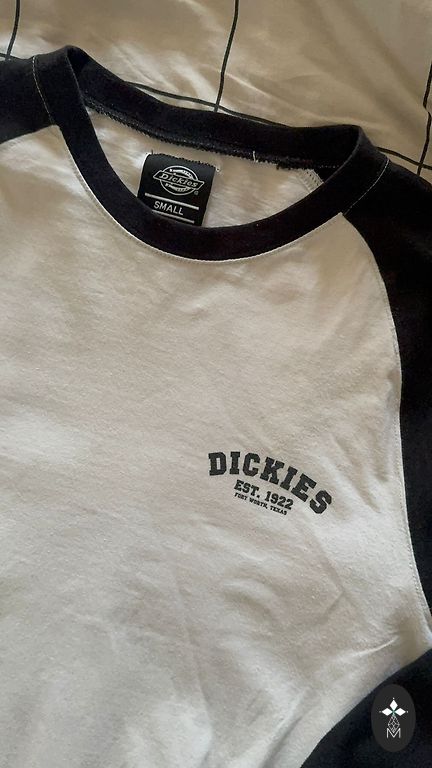 Dickies
SMALL
DICKIES
EST. 1922
FORT WORTH, TEXAS
M